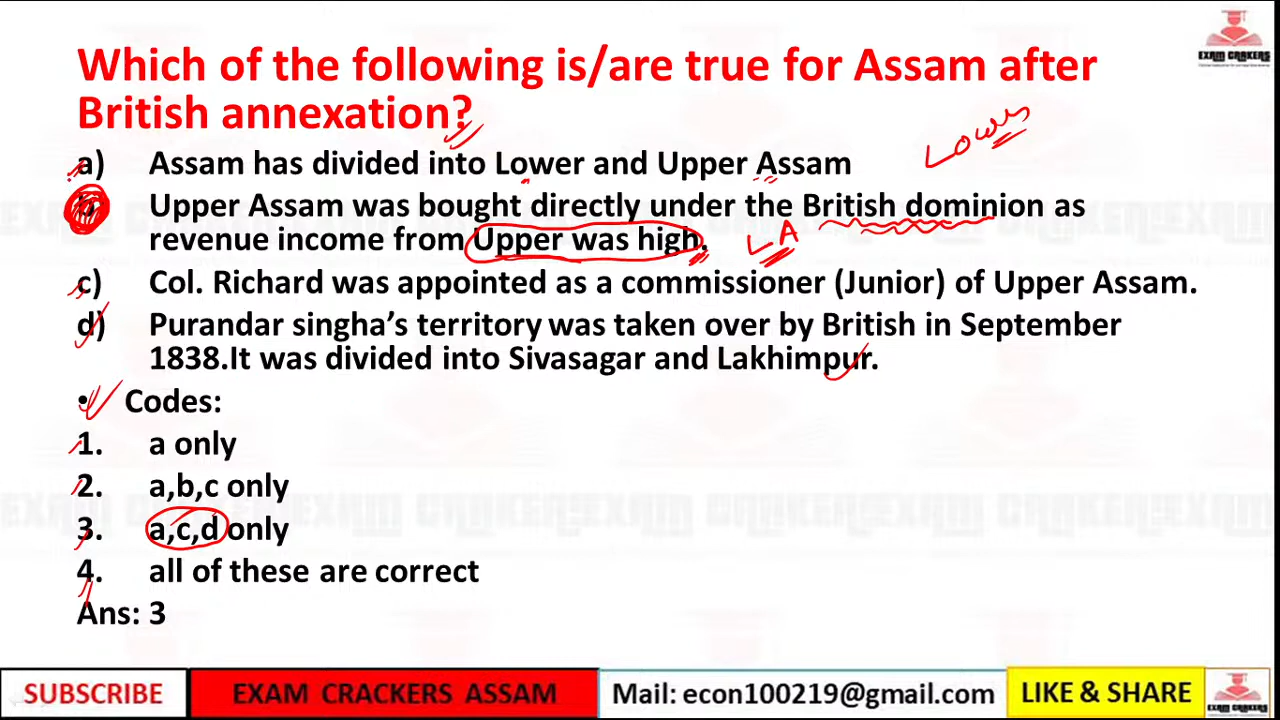 Which of the following is/are true for Assam after
British annexation?
Lower
a) Assam has divided into Lower and Upper Assam
Upper Assam was bought directly under the British dominion as
revenue income from Upper was high. LA
c) Col. Richard was appointed as a commissioner (Junior) of Upper Assam.
d) Purandar singha's territory was taken over by British in September
1838.It was divided into Sivasagar and Lakhimpur.
• Codes:
1. a only
2. a,b,c only
3. a,c,d only
4. all of these are correct
Ans: 3
SUBSCRIBE EXAM CRACKERS ASSAM Mail: econ100219@gmail.com LIKE & SHARE
EXAM CRAKERS